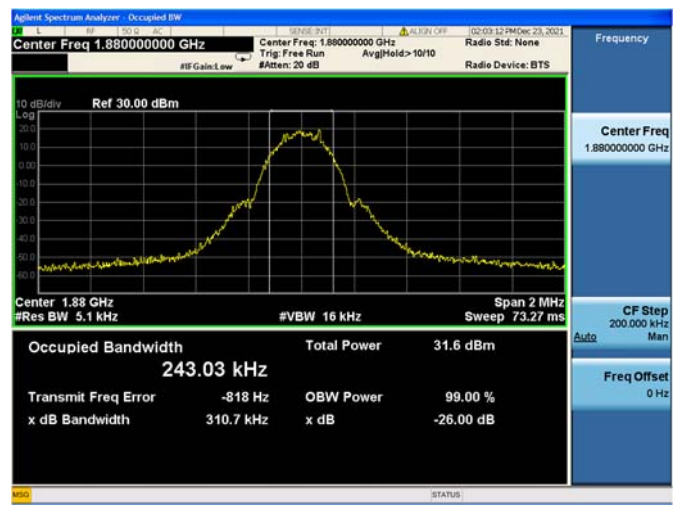 Agilent Spectrum Analyzer - Occupied BW
L RF 50 Ω AC SENSE:INT ALIGN OFF 02:03:12 PM Dec 23, 2021
Center Freq 1.880000000 GHz
Center Freq: 1.880000000 GHz
Radio Std: None
Trig: Free Run Avg|Hold:>10/10
#IFGain:Low #Atten: 20 dB Radio Device: BTS
Frequency
10 dB/div Ref 30.00 dBm
Log
20.0
10.0
0.00
-10.0
-20.0
-30.0
-40.0
-50.0
-60.0
Center 1.88 GHz Span 2 MHz
#Res BW 5.1 kHz #VBW 16 kHz Sweep 73.27 ms
Center Freq
1.880000000 GHz
CF Step
200.000 kHz
Auto Man
Freq Offset
0 Hz
Occupied Bandwidth Total Power 31.6 dBm
243.03 kHz
Transmit Freq Error -818 Hz OBW Power 99.00 %
x dB Bandwidth 310.7 kHz x dB -26.00 dB
MSG STATUS